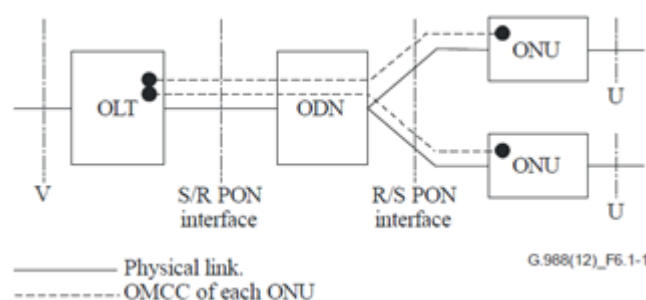 OLT
ODN
ONU
ONU
U
U
V
S/R PON
interface
R/S PON
interface
G.988(12)_F6.1-1
Physical link.
OMCC of each ONU